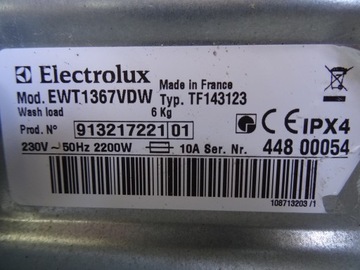 Electrolux
Made in France
Mod. EWT1367VDW Typ. TF143123
Wash load 6 Kg
Prod. N° 913217221 01
CE IPX4
230V ~ 50Hz 2200W 10A Ser. Nr. 448 00054
108713203 /1